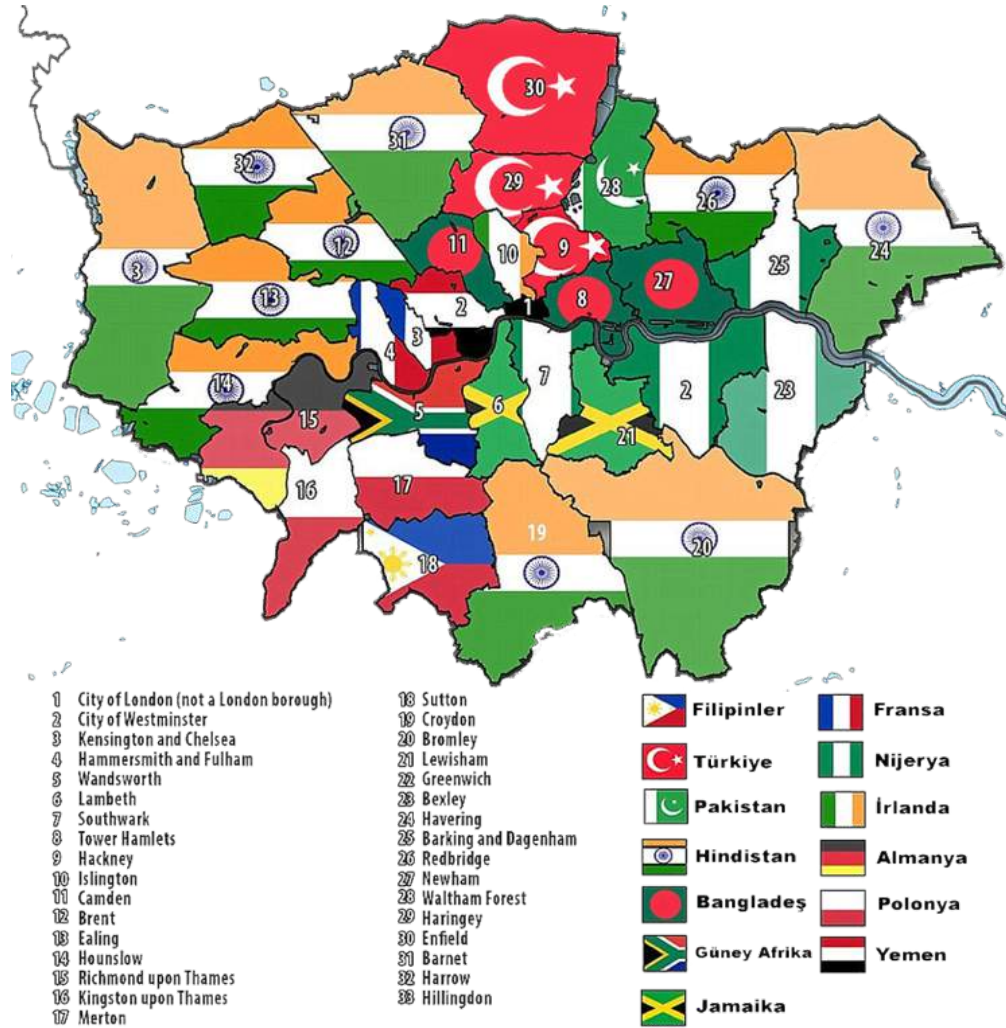 30
31
32
29
28
26
11
12
10
9
24
25
3
27
13
8
1
2
3
4
14
7
2
23
6
5
15
21
16
17
19
20
18
1 City of London (not a London borough)
2 City of Westminster
3 Kensington and Chelsea
4 Hammersmith and Fulham
5 Wandsworth
6 Lambeth
7 Southwark
8 Tower Hamlets
9 Hackney
10 Islington
11 Camden
12 Brent
13 Ealing
14 Hounslow
15 Richmond upon Thames
16 Kingston upon Thames
17 Merton
18 Sutton
19 Croydon
20 Bromley
21 Lewisham
22 Greenwich
23 Bexley
24 Havering
25 Barking and Dagenham
26 Redbridge
27 Newham
28 Waltham Forest
29 Haringey
30 Enfield
31 Barnet
32 Harrow
33 Hillingdon
Filipinler
Türkiye
Pakistan
Hindistan
Bangladeş
Güney Afrika
Jamaika
Fransa
Nijerya
İrlanda
Almanya
Polonya
Yemen